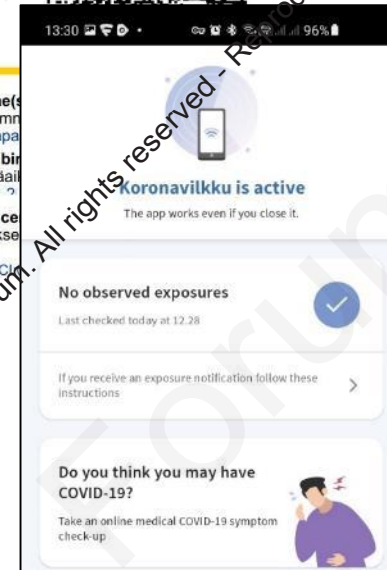 13:30
96%
Koronavilkku is active
The app works even if you close it.
No observed exposures
Last checked today at 12.28
If you receive an exposure notification follow these
instructions
Do you think you may have
COVID-19?
Take an online medical COVID-19 symptom
check-up
All rights reserved -